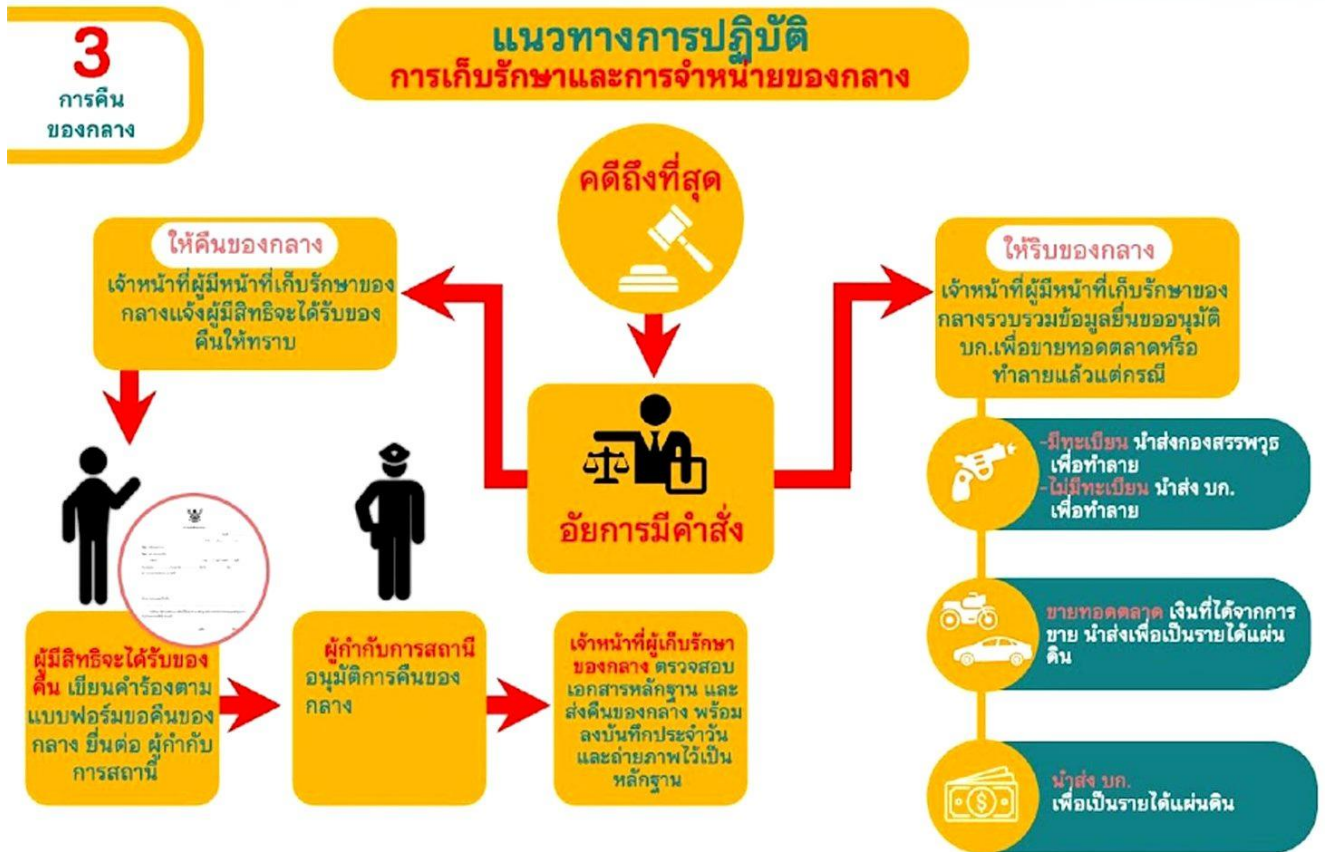 3
การคืน
ของกลาง
แนวทางการปฏิบัติ
การเก็บรักษาและการจำหน่ายของกลาง
คดีถึงที่สุด
ให้คืนของกลาง
เจ้าหน้าที่ผู้มีหน้าที่เก็บรักษาของ
กลางแจ้งผู้มีสิทธิจะได้รับของ
คืนให้ทราบ
อัยการมีคำสั่ง
ให้ริบของกลาง
เจ้าหน้าที่ผู้มีหน้าที่เก็บรักษาของ
กลางรวบรวมข้อมูลยื่นขออนุมัติ
บก.เพื่อขายทอดตลาดหรือ
ทำลายแล้วแต่กรณี
-มีทะเบียน นำส่งกองสรรพวุธ
เพื่อทำลาย
-ไม่มีทะเบียน นำส่ง บก.
เพื่อทำลาย
ขายทอดตลาด เงินที่ได้จากการ
ขาย นำส่งเพื่อเป็นรายได้แผ่น
ดิน
นำส่ง บก.
เพื่อเป็นรายได้แผ่นดิน
ผู้มีสิทธิจะได้รับของ
คืน เขียนคำร้องตาม
แบบฟอร์มขอคืนของ
กลาง ยื่นต่อ ผู้กำกับ
การสถานี
ผู้กำกับการสถานี
อนุมัติการคืนของ
กลาง
เจ้าหน้าที่ผู้เก็บรักษา
ของกลาง ตรวจสอบ
เอกสารหลักฐาน และ
ส่งคืนของกลาง พร้อม
ลงบันทึกประจำวัน
และถ่ายภาพไว้เป็น
หลักฐาน